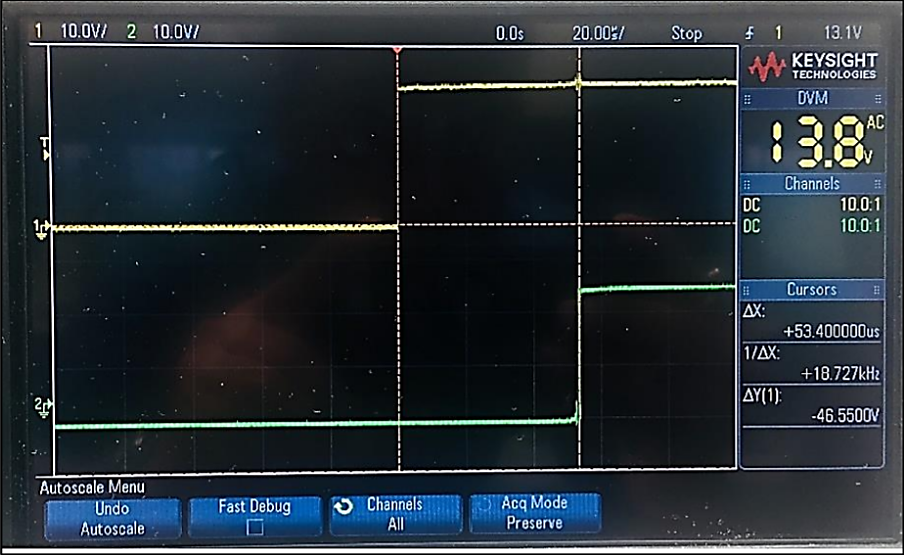 1 10.0V/ 2 10.0V/ 0.0s 20.00s/ Stop 1 13.1V
KEYSIGHT
TECHNOLOGIES
DVM
13.8 AC
V
T
Channels
DC 10.0:1
DC 10.0:1
1
Cursors
ΔX:
+53.400000us
1/ΔX:
+18.727kHz
ΔY(1):
-46.5500V
2
Autoscale Menu
Undo
Autoscale
Fast Debug
Channels
All
Acq Mode
Preserve